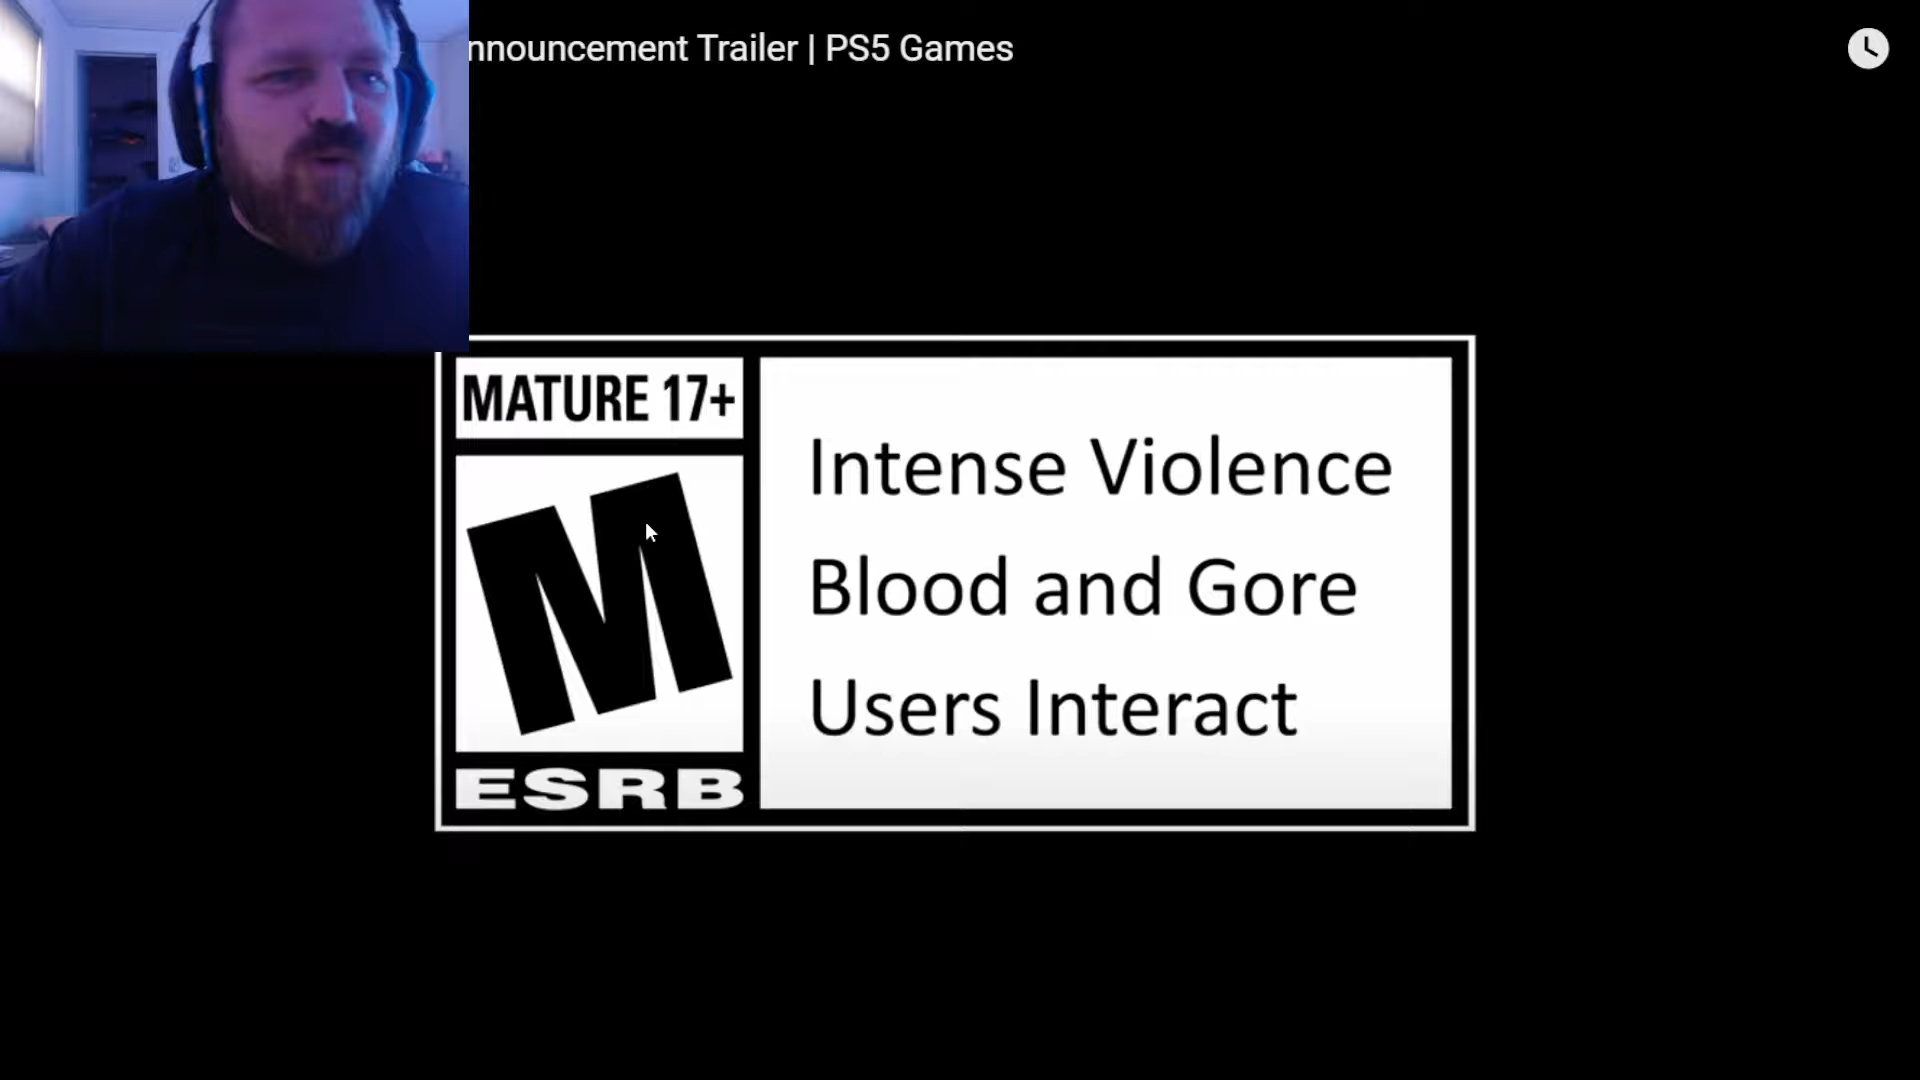 nnouncement Trailer | PS5 Games
MATURE 17+
M
ESRB
Intense Violence
Blood and Gore
Users Interact